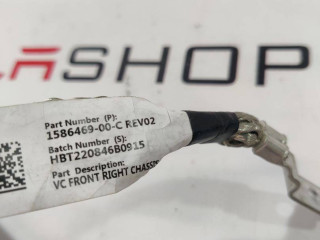 SHOP
Part Number (P):
1586469-00-C REV02
Batch Number (S):
HBT220846B0915
Part Description:
VC FRONT RIGHT CHASSIS